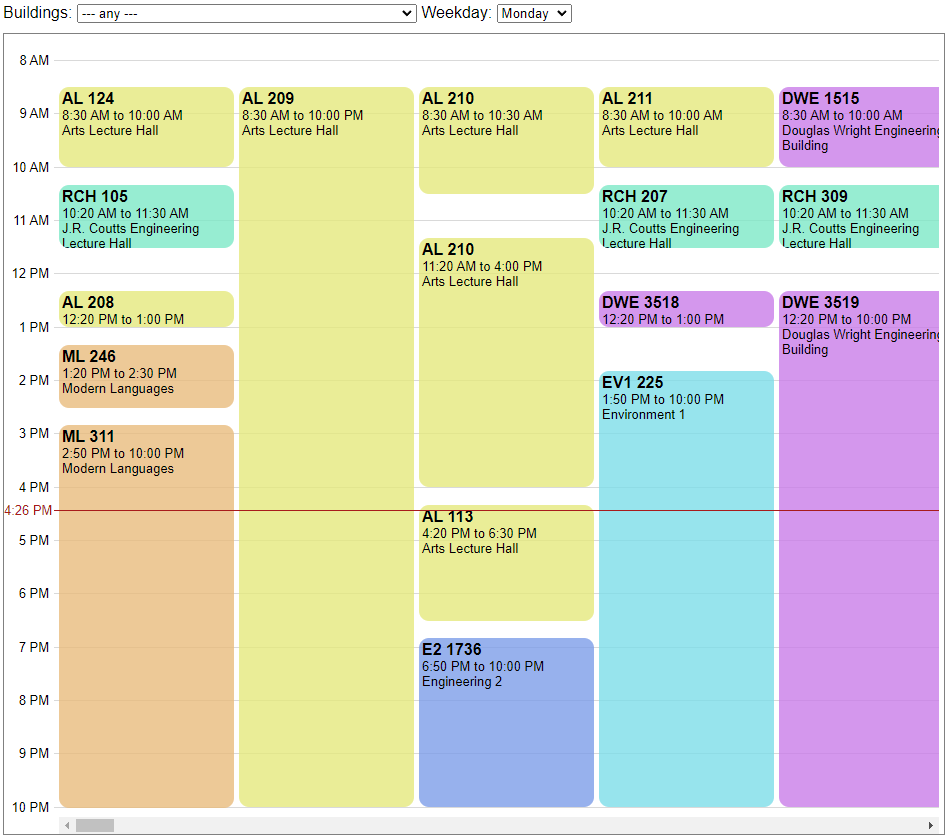 Buildings: --- any --- Weekday: Monday
8 AM
9 AM
10 AM
11 AM
12 PM
1 PM
2 PM
3 PM
4 PM
4:26 PM
5 PM
6 PM
7 PM
8 PM
9 PM
10 PM
AL 124
8:30 AM to 10:00 AM
Arts Lecture Hall
RCH 105
10:20 AM to 11:30 AM
J.R. Coutts Engineering
Lecture Hall
AL 208
12:20 PM to 1:00 PM
ML 246
1:20 PM to 2:30 PM
Modern Languages
ML 311
2:50 PM to 10:00 PM
Modern Languages
AL 209
8:30 AM to 10:00 PM
Arts Lecture Hall
AL 210
8:30 AM to 10:30 AM
Arts Lecture Hall
AL 210
11:20 AM to 4:00 PM
Arts Lecture Hall
AL 113
4:20 PM to 6:30 PM
Arts Lecture Hall
E2 1736
6:50 PM to 10:00 PM
Engineering 2
AL 211
8:30 AM to 10:00 AM
Arts Lecture Hall
RCH 207
10:20 AM to 11:30 AM
J.R. Coutts Engineering
Lecture Hall
DWE 3518
12:20 PM to 1:00 PM
EV1 225
1:50 PM to 10:00 PM
Environment 1
DWE 1515
8:30 AM to 10:00 AM
Douglas Wright Engineering
Building
RCH 309
10:20 AM to 11:30 AM
J.R. Coutts Engineering
Lecture Hall
DWE 3519
12:20 PM to 10:00 PM
Douglas Wright Engineering
Building